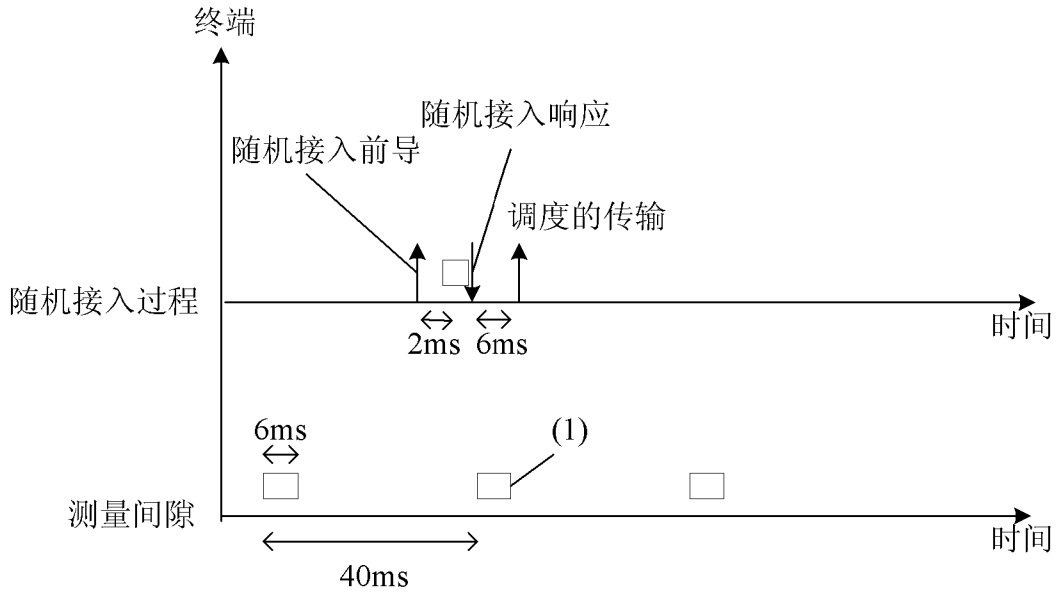 终端
随机接入响应
随机接入前导
调度的传输
随机接入过程
时间
2ms
6ms
6ms
(1)
测量间隙
时间
40ms